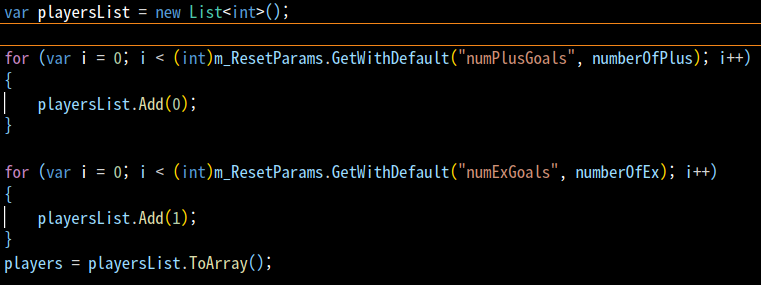 var playersList = new List<int>();
for (var i = 0; i < (int)m_ResetParams.GetWithDefault("numPlusGoals", numberOfPlus); i++)
{
    playersList.Add(0);
}
for (var i = 0; i < (int)m_ResetParams.GetWithDefault("numExGoals", numberOfEx); i++)
{
    playersList.Add(1);
}
players = playersList.ToArray();